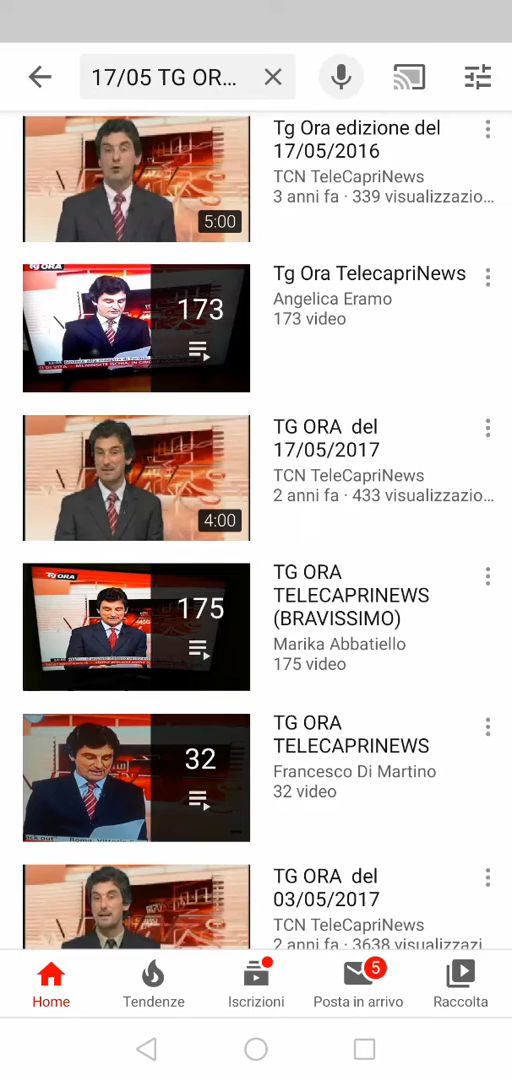 17/05 TG OR...
Tg Ora edizione del
17/05/2016
TCN TeleCapriNews
3 anni fa · 339 visualizzazio...
5:00
TG ORA
173
Tg Ora TelecapriNews
Angelica Eramo
173 video
TG ORA del
17/05/2017
TCN TeleCapriNews
2 anni fa · 433 visualizzazio...
4:00
TG ORA
175
TG ORA
TELECAPRINEWS
(BRAVISSIMO)
Marika Abbatiello
175 video
32
TG ORA
TELECAPRINEWS
Francesco Di Martino
32 video
TG ORA del
03/05/2017
TCN TeleCapriNews
2 anni fa · 3638 visualizzazi
5
Home
Tendenze
Iscrizioni
Posta in arrivo
Raccolta